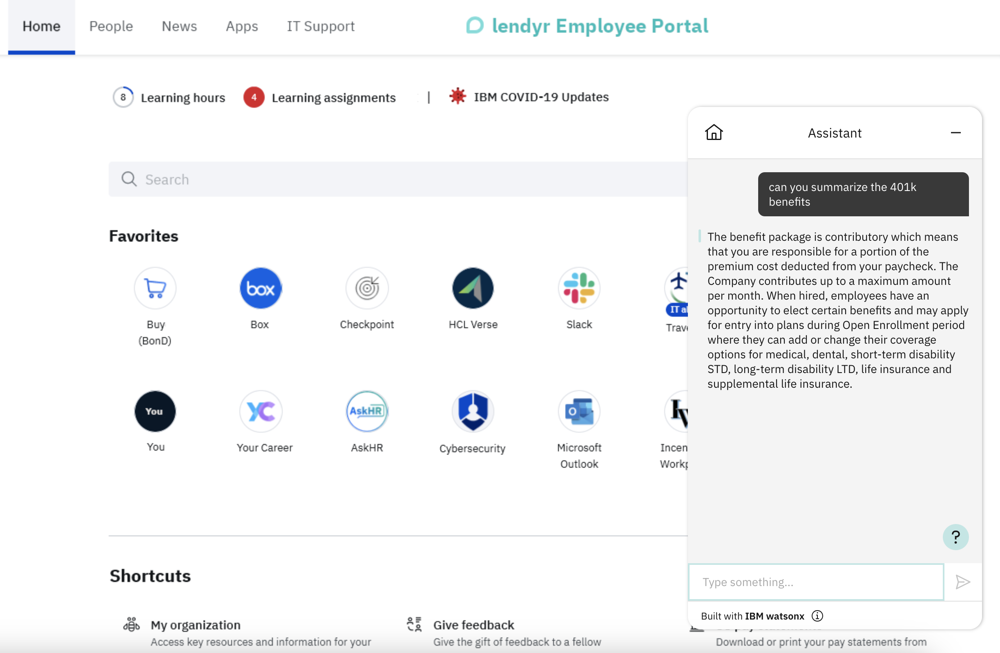 Home People News Apps IT Support
lendyr Employee Portal
8 Learning hours 4 Learning assignments | IBM COVID-19 Updates
Search
Favorites
Buy
(BonD)
box
Box
Checkpoint
HCL Verse
Slack
IT
You
You
YC
Your Career
AskHR
AskHR
Cybersecurity
Microsoft
Outlook
Shortcuts
My organization
Access key resources and information for your
Give feedback
Give the gift of feedback to a fellow
Download or print your pay statements from
Assistant
can you summarize the 401k
benefits
The benefit package is contributory which means
that you are responsible for a portion of the
premium cost deducted from your paycheck. The
Company contributes up to a maximum amount
per month. When hired, employees have an
opportunity to elect certain benefits and may apply
for entry into plans during Open Enrollment period
where they can add or change their coverage
options for medical, dental, short-term disability
STD, long-term disability LTD, life insurance and
supplemental life insurance.
?
Type something...
Built with IBM watsonx